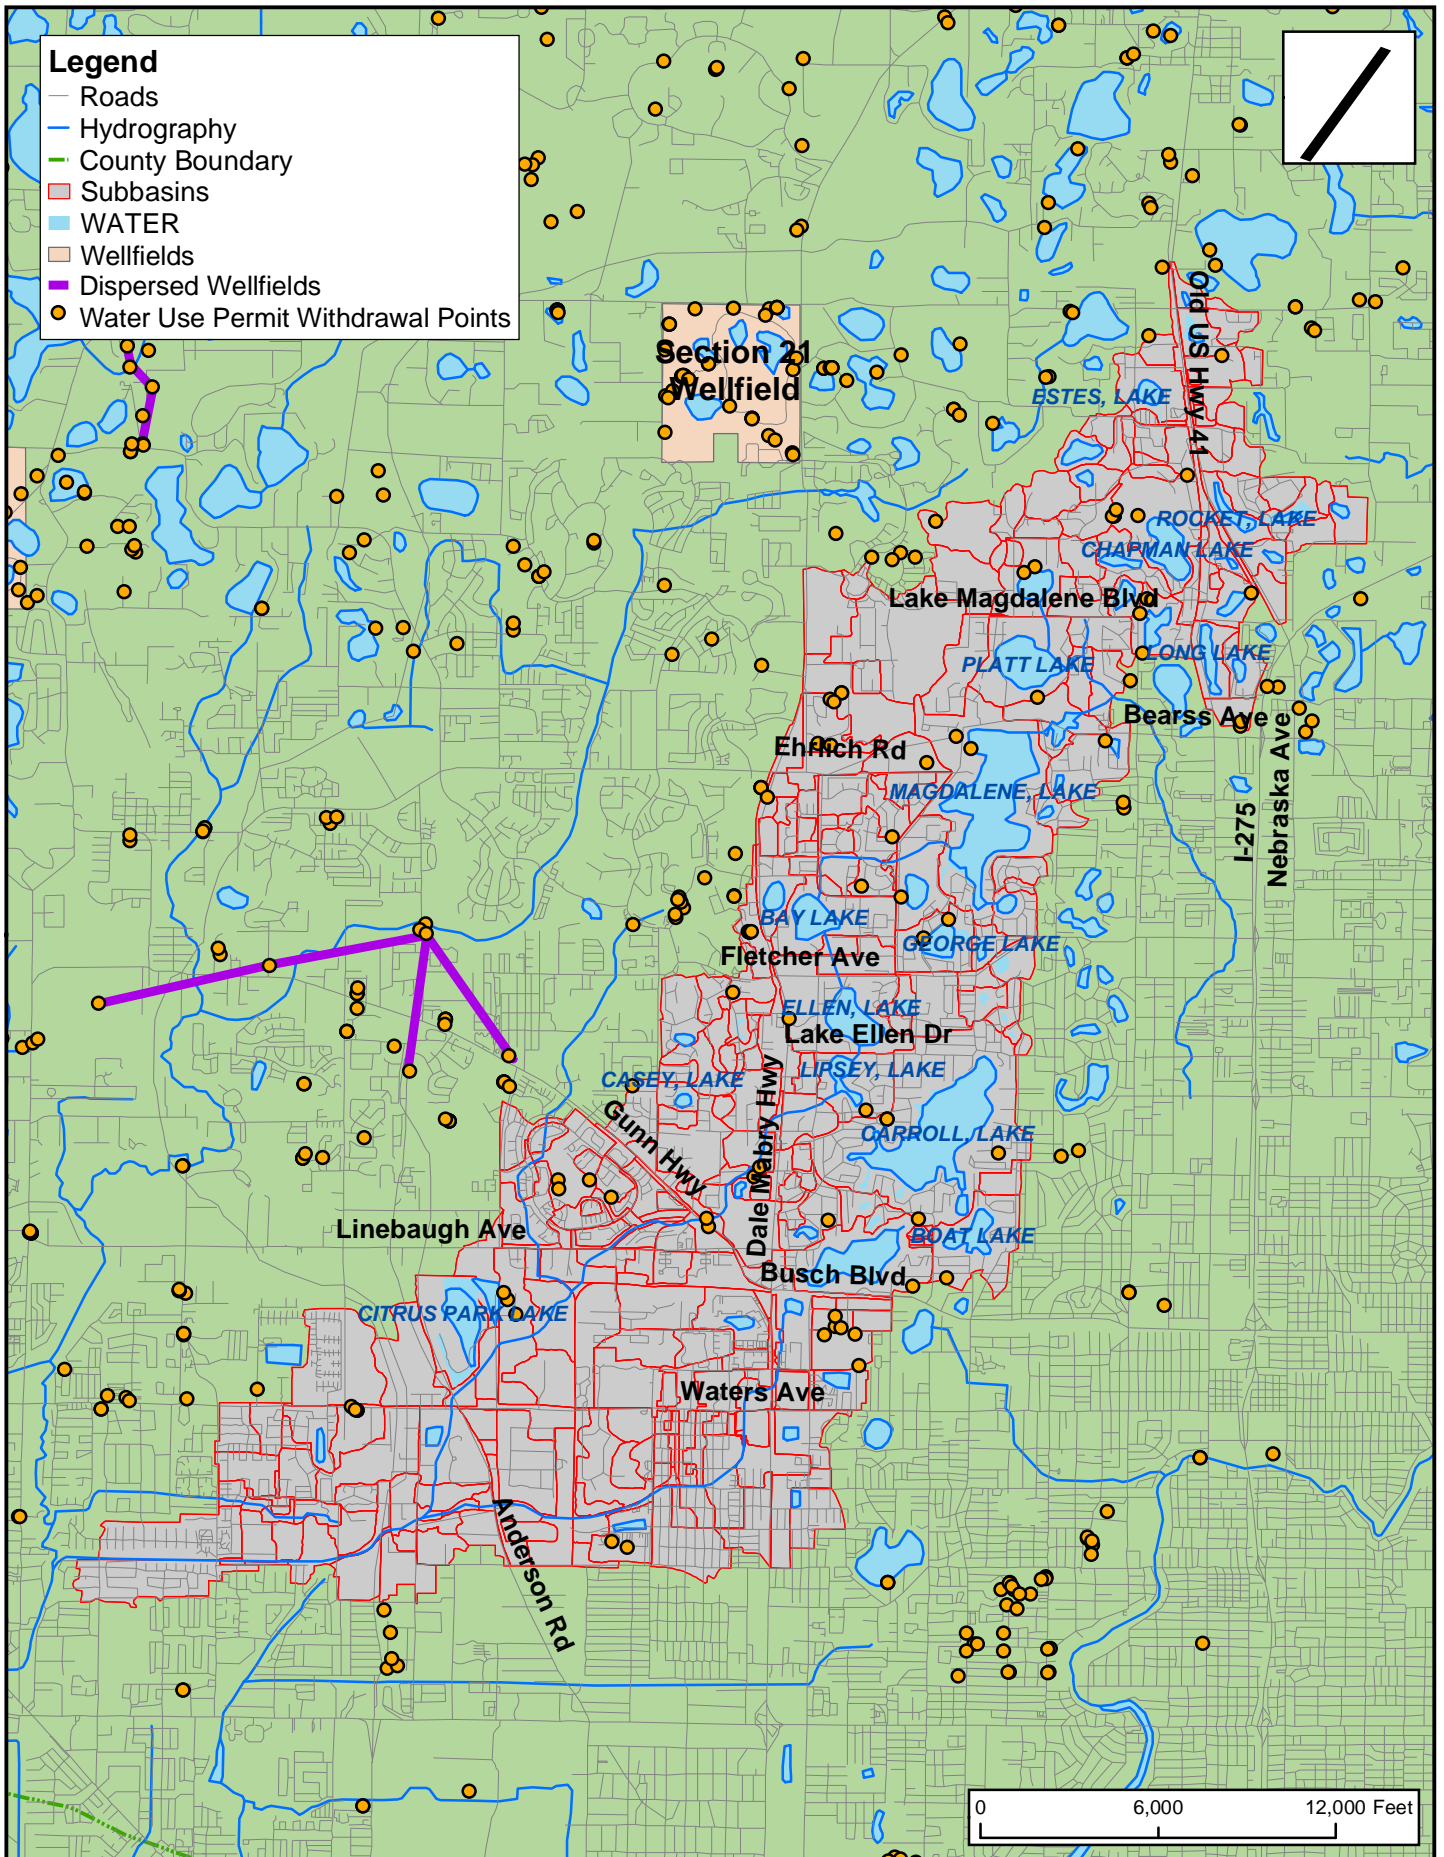 Legend
Roads
Hydrography
County Boundary
Subbasins
WATER
Wellfields
Dispersed Wellfields
Water Use Permit Withdrawal Points
Old US Hwy 41
Section 21
Wellfield
ESTES, LAKE
ROCKET, LAKE
CHAPMAN LAKE
Lake Magdalene Blvd
LONG LAKE
PLATT LAKE
Bearss Ave
Ehrlich Rd
MAGDALENE, LAKE
I-275
Nebraska Ave
BAY LAKE
GEORGE LAKE
Fletcher Ave
ELLEN, LAKE
Lake Ellen Dr
LIPSEY, LAKE
CASEY, LAKE
Gunn Hwy
Dale Mabry Hwy
CARROLL, LAKE
Linebaugh Ave
BOAT LAKE
Busch Blvd
CITRUS PARK LAKE
Waters Ave
Anderson Rd
0 6,000 12,000 Feet